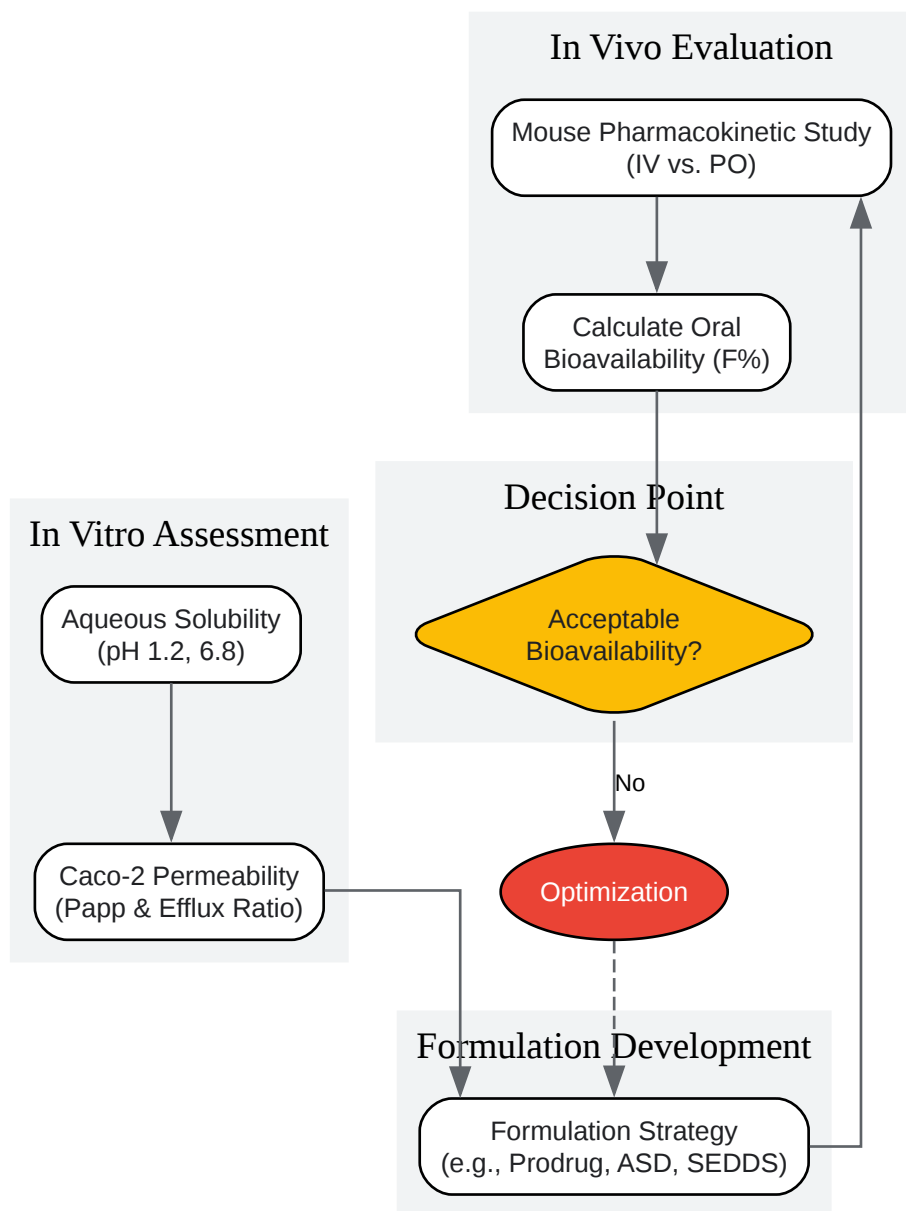 In Vivo Evaluation
Mouse Pharmacokinetic Study
(IV vs. PO)
Calculate Oral
Bioavailability (F%)
Decision Point
Acceptable
Bioavailability?
No
In Vitro Assessment
Aqueous Solubility
(pH 1.2, 6.8)
Caco-2 Permeability
(Papp & Efflux Ratio)
Optimization
Formulation Development
Formulation Strategy
(e.g., Prodrug, ASD, SEDDS)